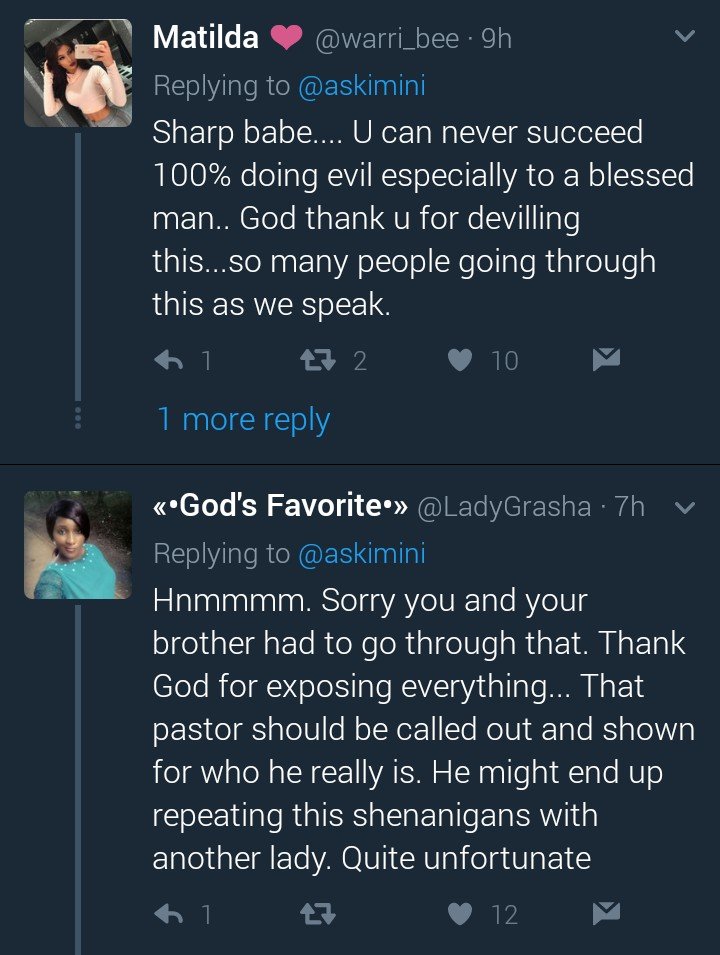 Matilda 💗 @warri_bee · 9h
Replying to @askimini
Sharp babe.... U can never succeed
100% doing evil especially to a blessed
man.. God thank u for devilling
this...so many people going through
this as we speak.
1 2 10
1 more reply
«•God's Favorite•» @LadyGrasha · 7h
Replying to @askimini
Hnmmmm. Sorry you and your
brother had to go through that. Thank
God for exposing everything... That
pastor should be called out and shown
for who he really is. He might end up
repeating this shenanigans with
another lady. Quite unfortunate
1 12